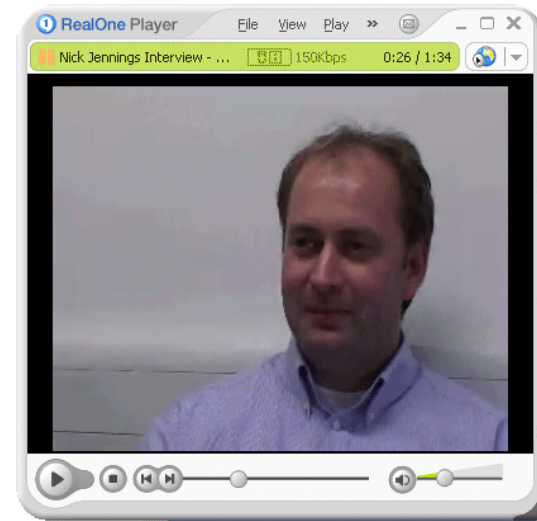 RealOne Player File View Play »
Nick Jennings Interview - ... 150Kbps 0:26 / 1:34